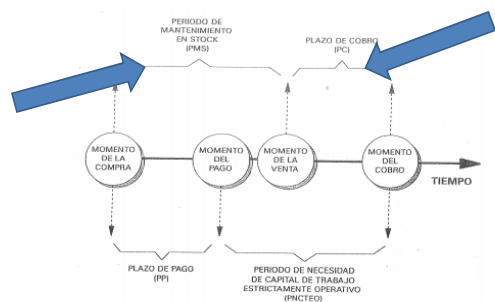 PERIODO DE
MANTENIMIENTO
EN STOCK
(PMS)
PLAZO DE COBRO
(PC)
MOMENTO
DE LA
COMPRA
MOMENTO
DEL
PAGO
MOMENTO
DE LA
VENTA
MOMENTO
DEL
COBRO
TIEMPO
PLAZO DE PAGO
(PP)
PERIODO DE NECESIDAD
DE CAPITAL DE TRABAJO
ESTRICTAMENTE OPERATIVO
(PNCTEO)